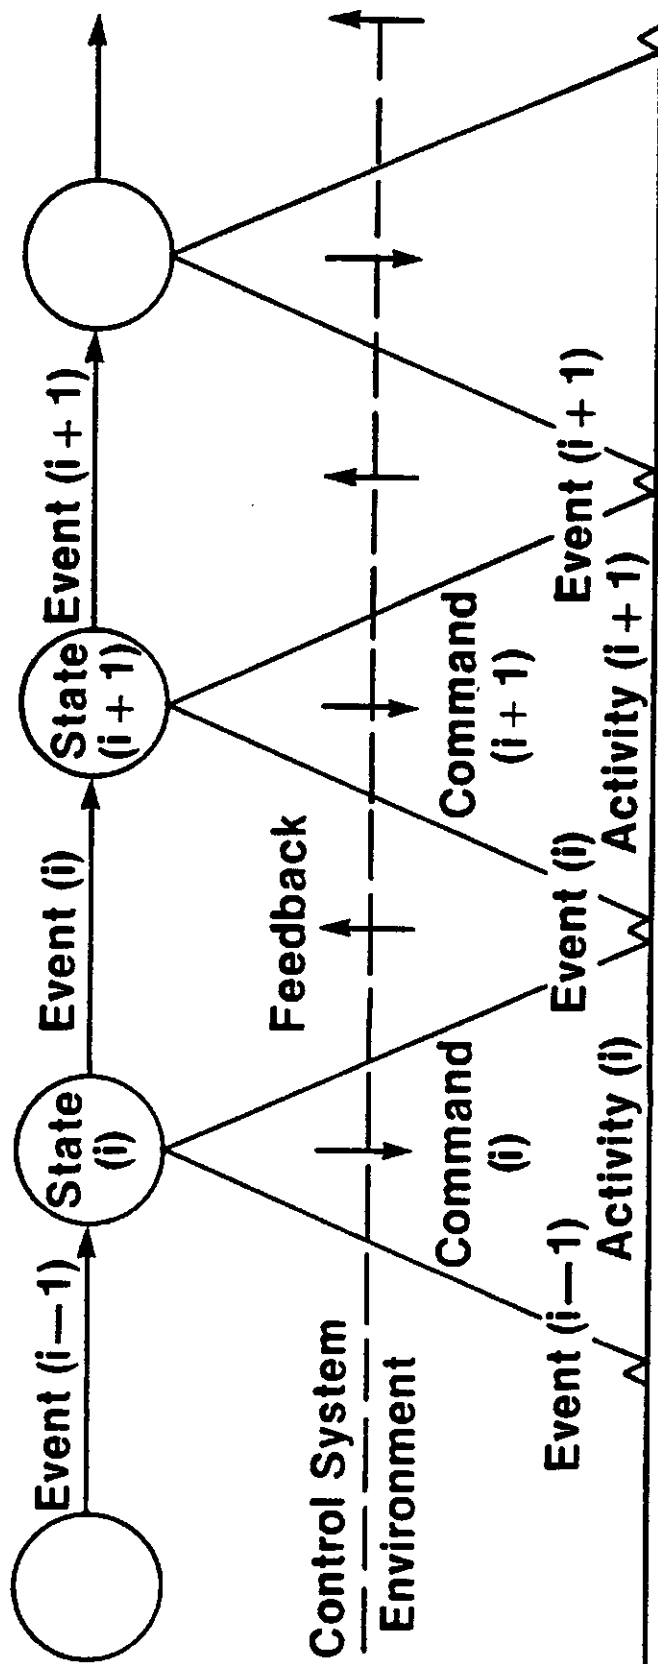 Event (i—1)
State
(i)
Event (i)
State
(i + 1)
Event (i + 1)
Feedback
Control System
Environment
Command
(i)
Command
(i + 1)
Event (i—1)
Event (i)
Event (i + 1)
Activity (i)
Activity (i + 1)